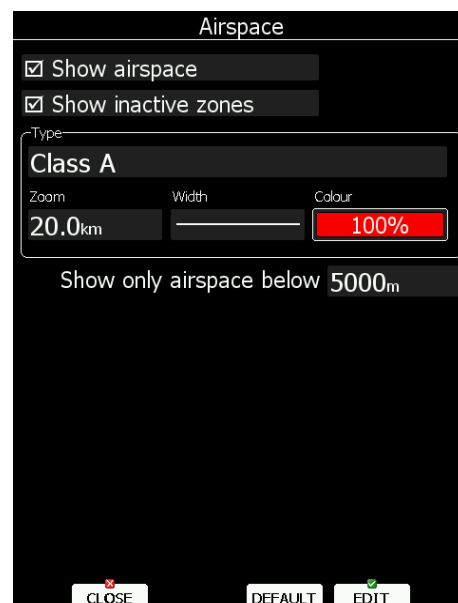 Airspace
Show airspace
Show inactive zones
Type
Class A
Zoom Width Colour
20.0km 100%
Show only airspace below 5000m
CLOSE DEFAULT EDIT